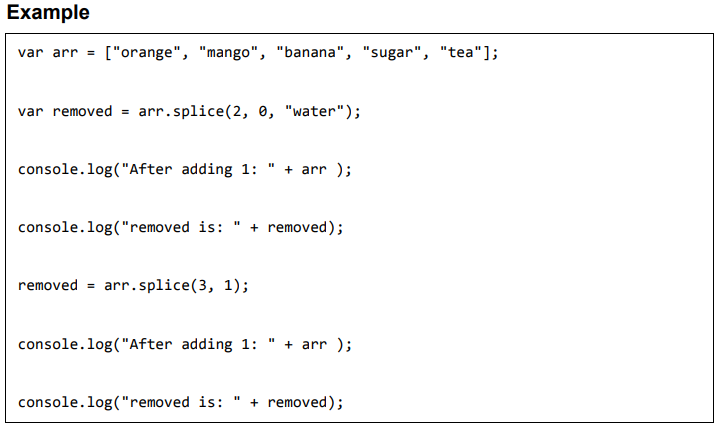 Example
var arr = ["orange", "mango", "banana", "sugar", "tea"];
var removed = arr.splice(2, 0, "water");
console.log("After adding 1: " + arr );
console.log("removed is: " + removed);
removed = arr.splice(3, 1);
console.log("After adding 1: " + arr );
console.log("removed is: " + removed);